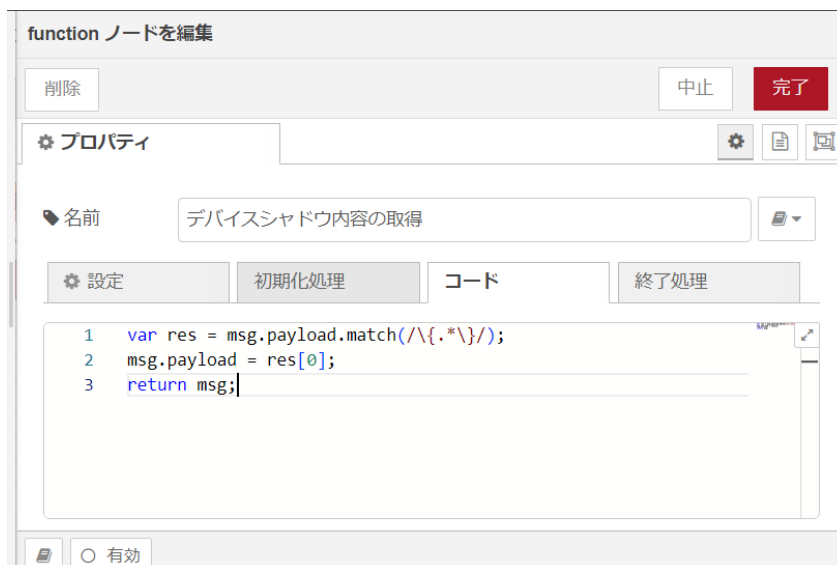 function ノードを編集
削除 中止 完了
プロパティ
名前 デバイスシャドウ内容の取得
設定 初期化処理 コード 終了処理
1 var res = msg.payload.match(/\{.*\}/);
2 msg.payload = res[0];
3 return msg;
有効